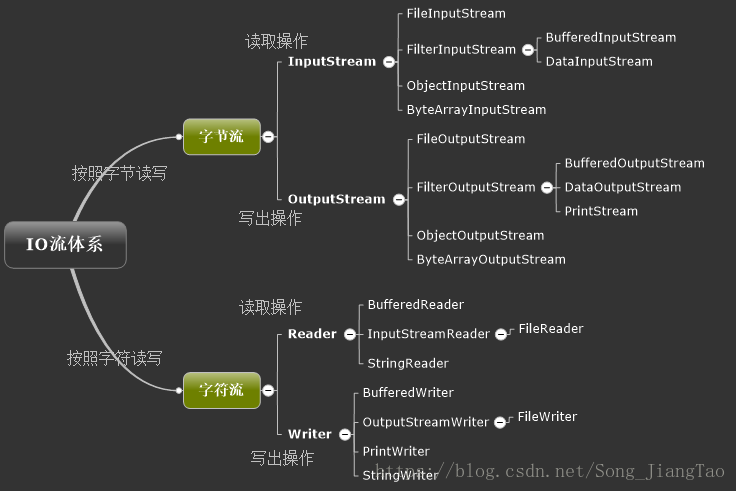 IO流体系
按照字节读写
字节流
读取操作
InputStream
FileInputStream
FilterInputStream
BufferedInputStream
DataInputStream
ObjectInputStream
ByteArrayInputStream
写出操作
OutputStream
FileOutputStream
FilterOutputStream
BufferedOutputStream
DataOutputStream
PrintStream
ObjectOutputStream
ByteArrayOutputStream
按照字符读写
字符流
读取操作
Reader
BufferedReader
InputStreamReader
FileReader
StringReader
写出操作
Writer
BufferedWriter
OutputStreamWriter
FileWriter
PrintWriter
StringWriter
https://blog.csdn.net/Song_JiangTao